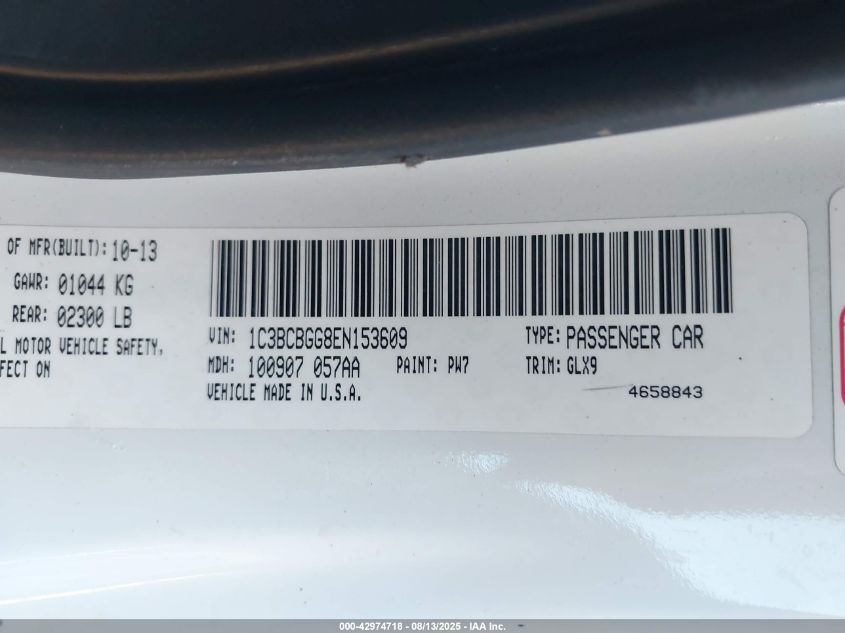 OF MFR(BUILT): 10-13
GAWR: 01044 KG
REAR: 02300 LB
L MOTOR VEHICLE SAFETY,
FECT ON
VIN: 1C3BCBGG8EN153609 TYPE: PASSENGER CAR
MDH: 100907 057AA PAINT: PW7 TRIM: GLX9
VEHICLE MADE IN U.S.A. 4658843
000-42974718 - 08/13/2025 - IAA Inc.